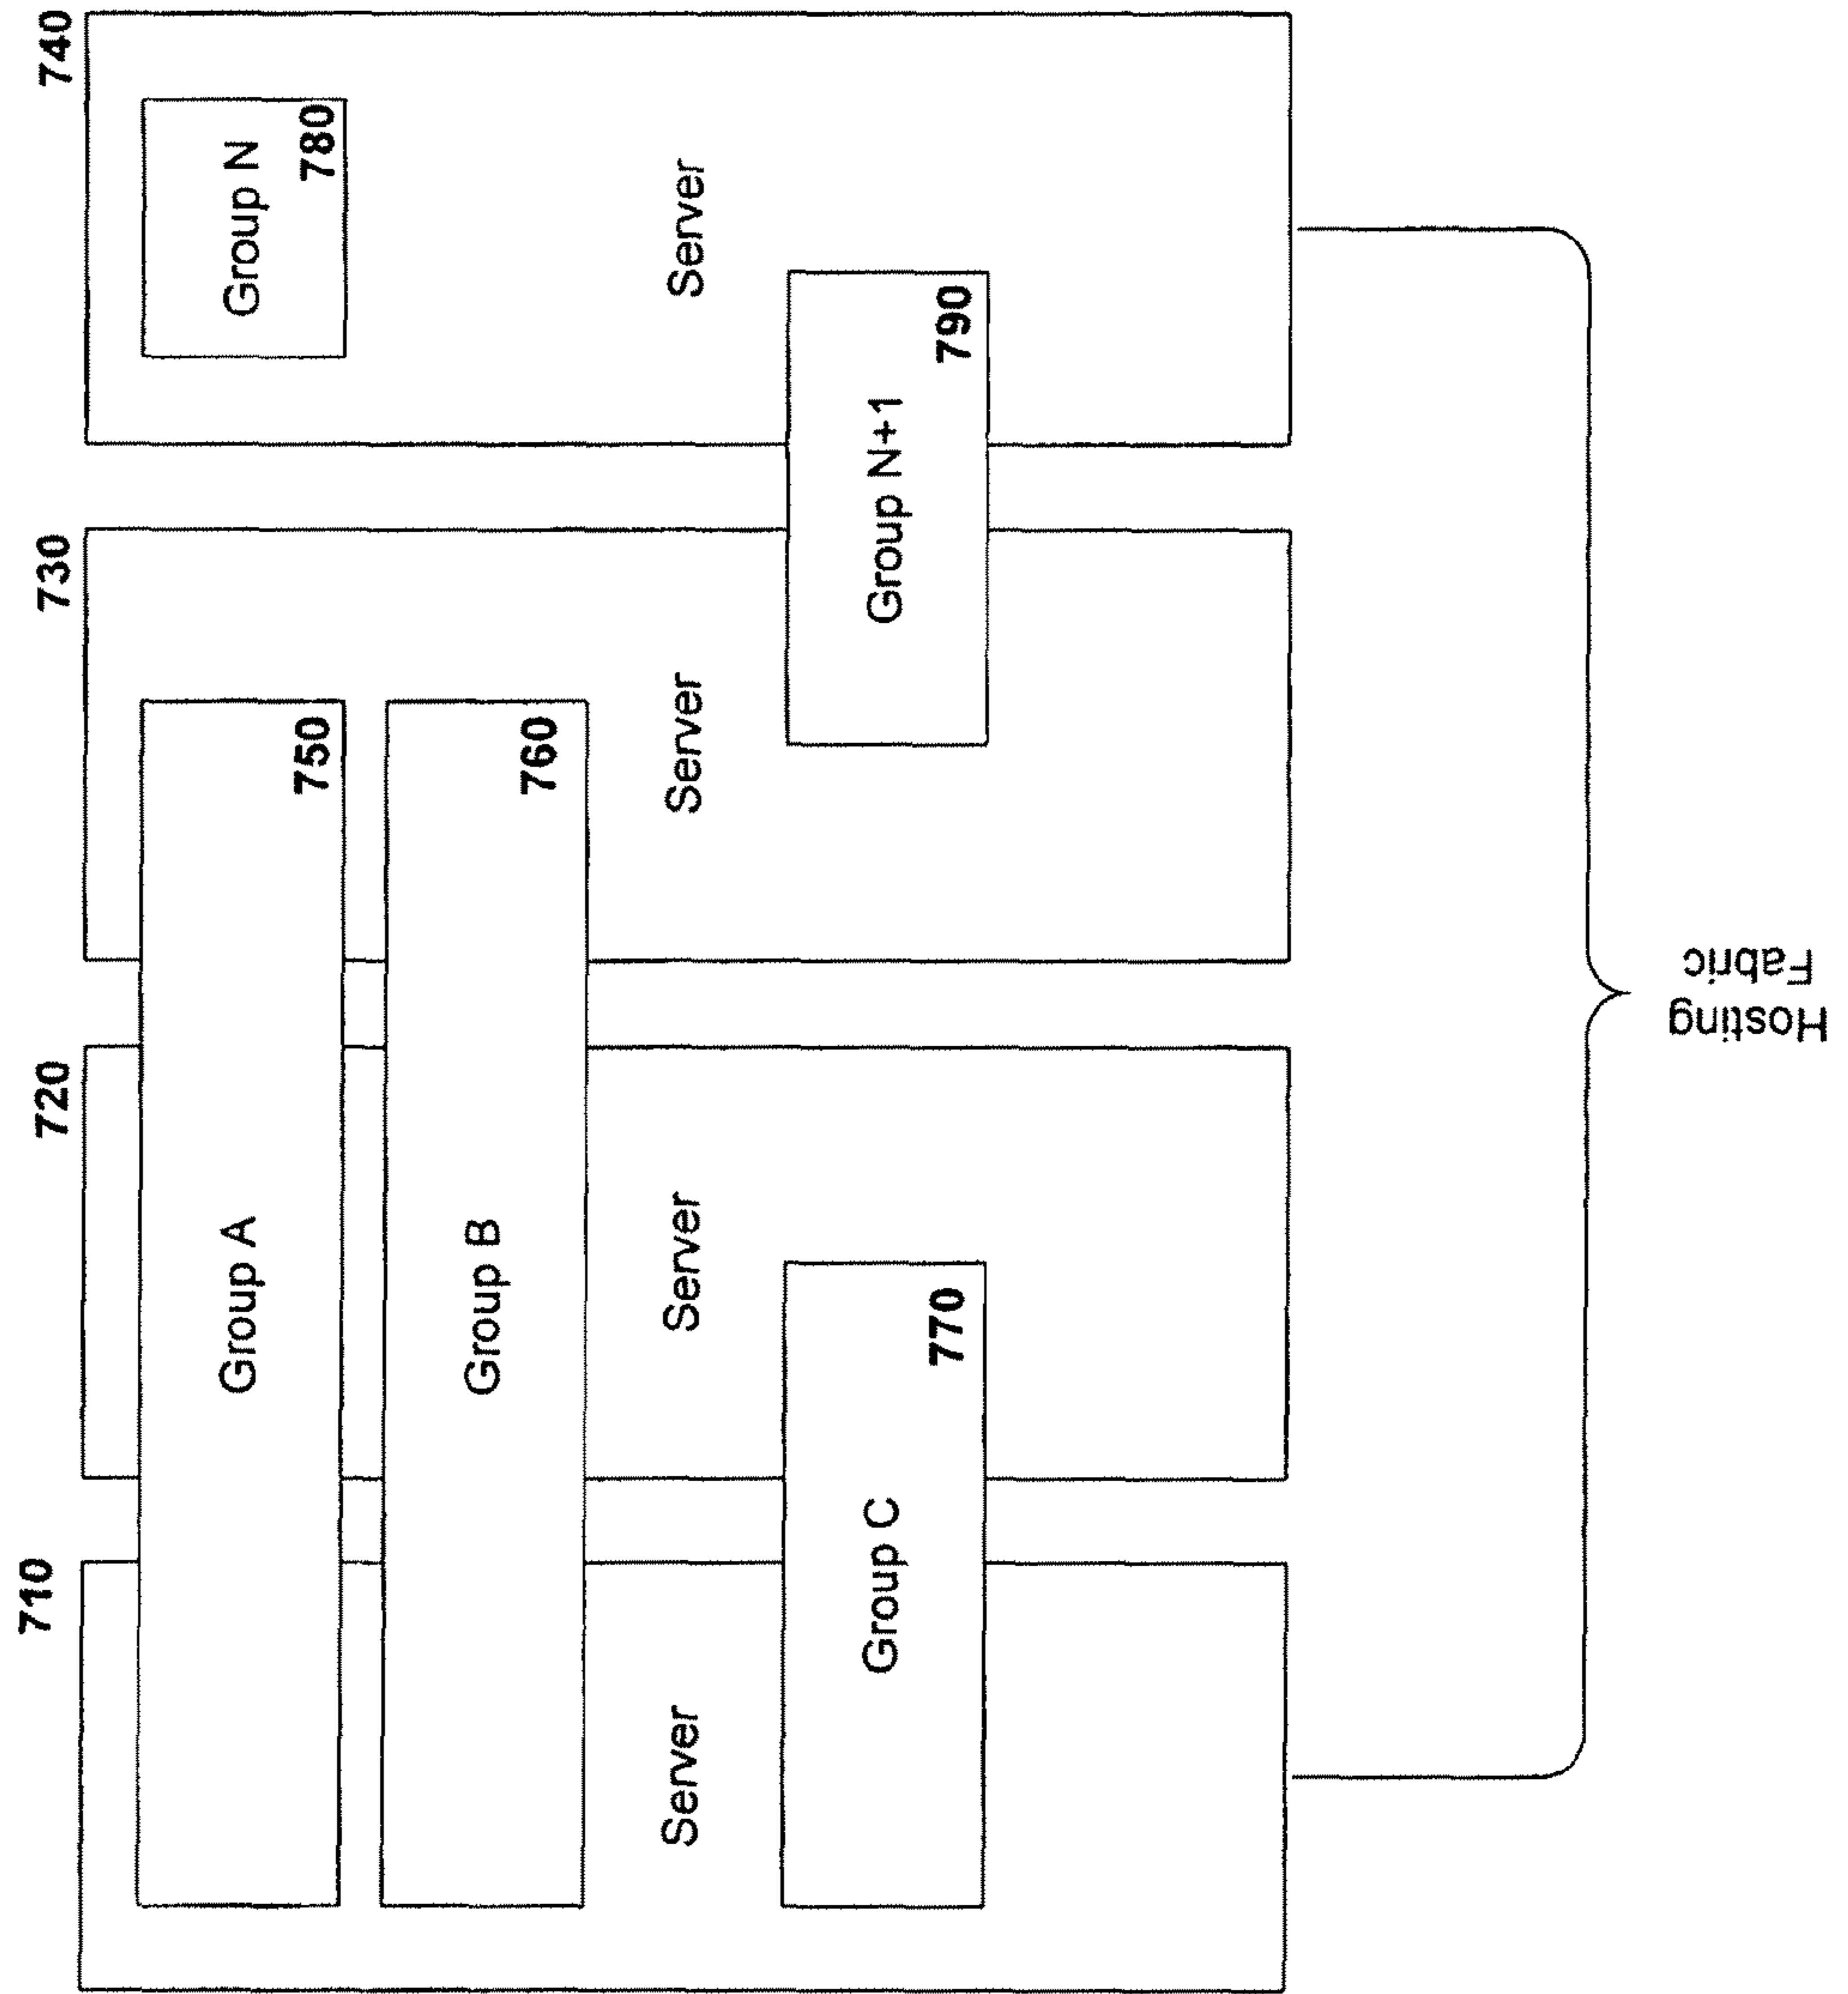 710
720
730
740
Group A
750
Group N
780
Group B
760
Server
Server
Server
Server
Group C
770
Group N+1
790
Hosting
Fabric